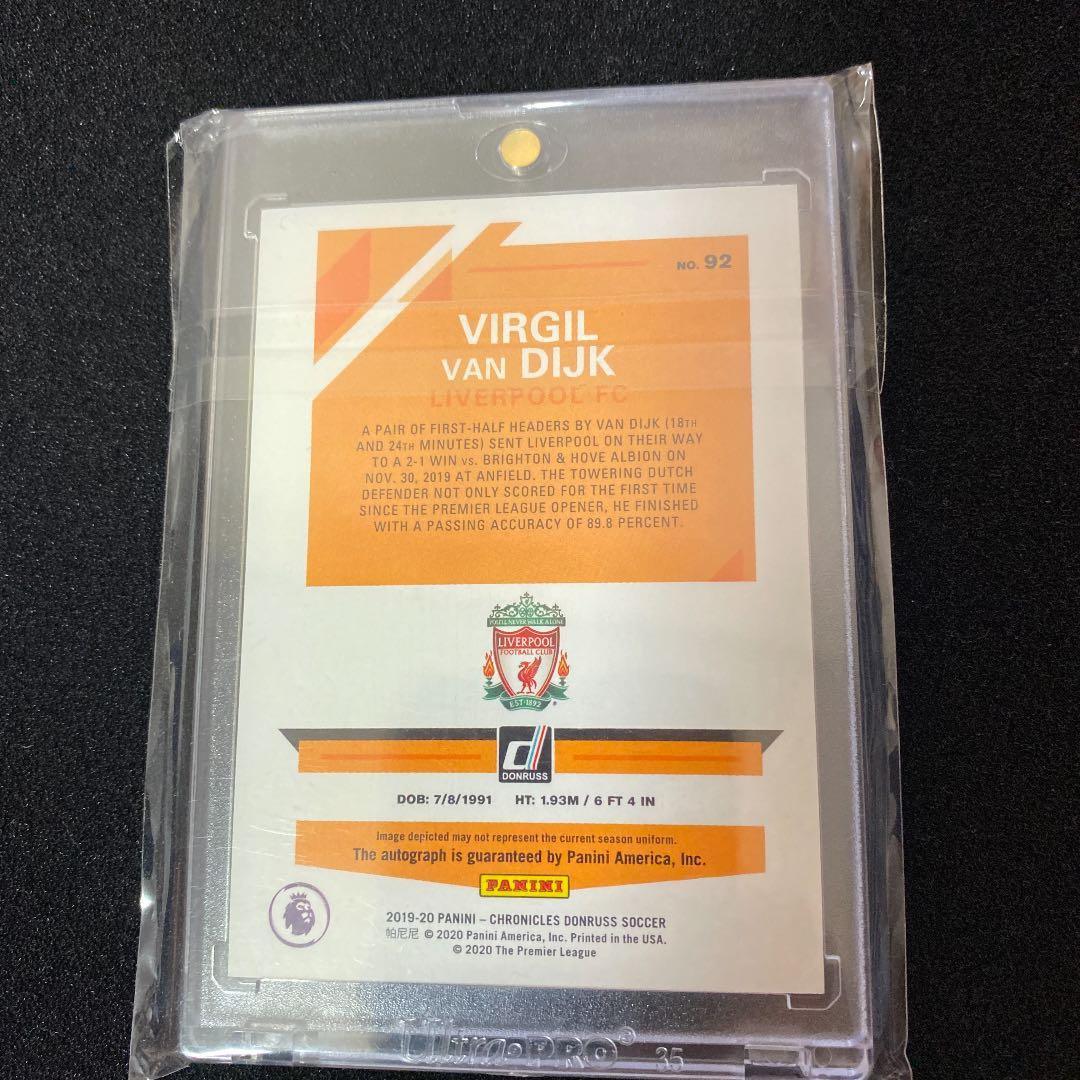 NO. 92
VIRGIL
VAN DIJK
LIVERPOOL FC
A PAIR OF FIRST-HALF HEADERS BY VAN DIJK (18TH
AND 24TH MINUTES) SENT LIVERPOOL ON THEIR WAY
TO A 2-1 WIN vs. BRIGHTON & HOVE ALBION ON
NOV. 30, 2019 AT ANFIELD. THE TOWERING DUTCH
DEFENDER NOT ONLY SCORED FOR THE FIRST TIME
SINCE THE PREMIER LEAGUE OPENER, HE FINISHED
WITH A PASSING ACCURACY OF 89.8 PERCENT.
YOU'LL NEVER WALK ALONE
LIVERPOOL
FOOTBALL CLUB
EST·1892
d
DONRUSS
DOB: 7/8/1991 HT: 1.93M / 6 FT 4 IN
Image depicted may not represent the current season uniform.
The autograph is guaranteed by Panini America, Inc.
PANINI
2019-20 PANINI – CHRONICLES DONRUSS SOCCER
帕尼尼 © 2020 Panini America, Inc. Printed in the USA.
© 2020 The Premier League
Ultra•PRO® 35